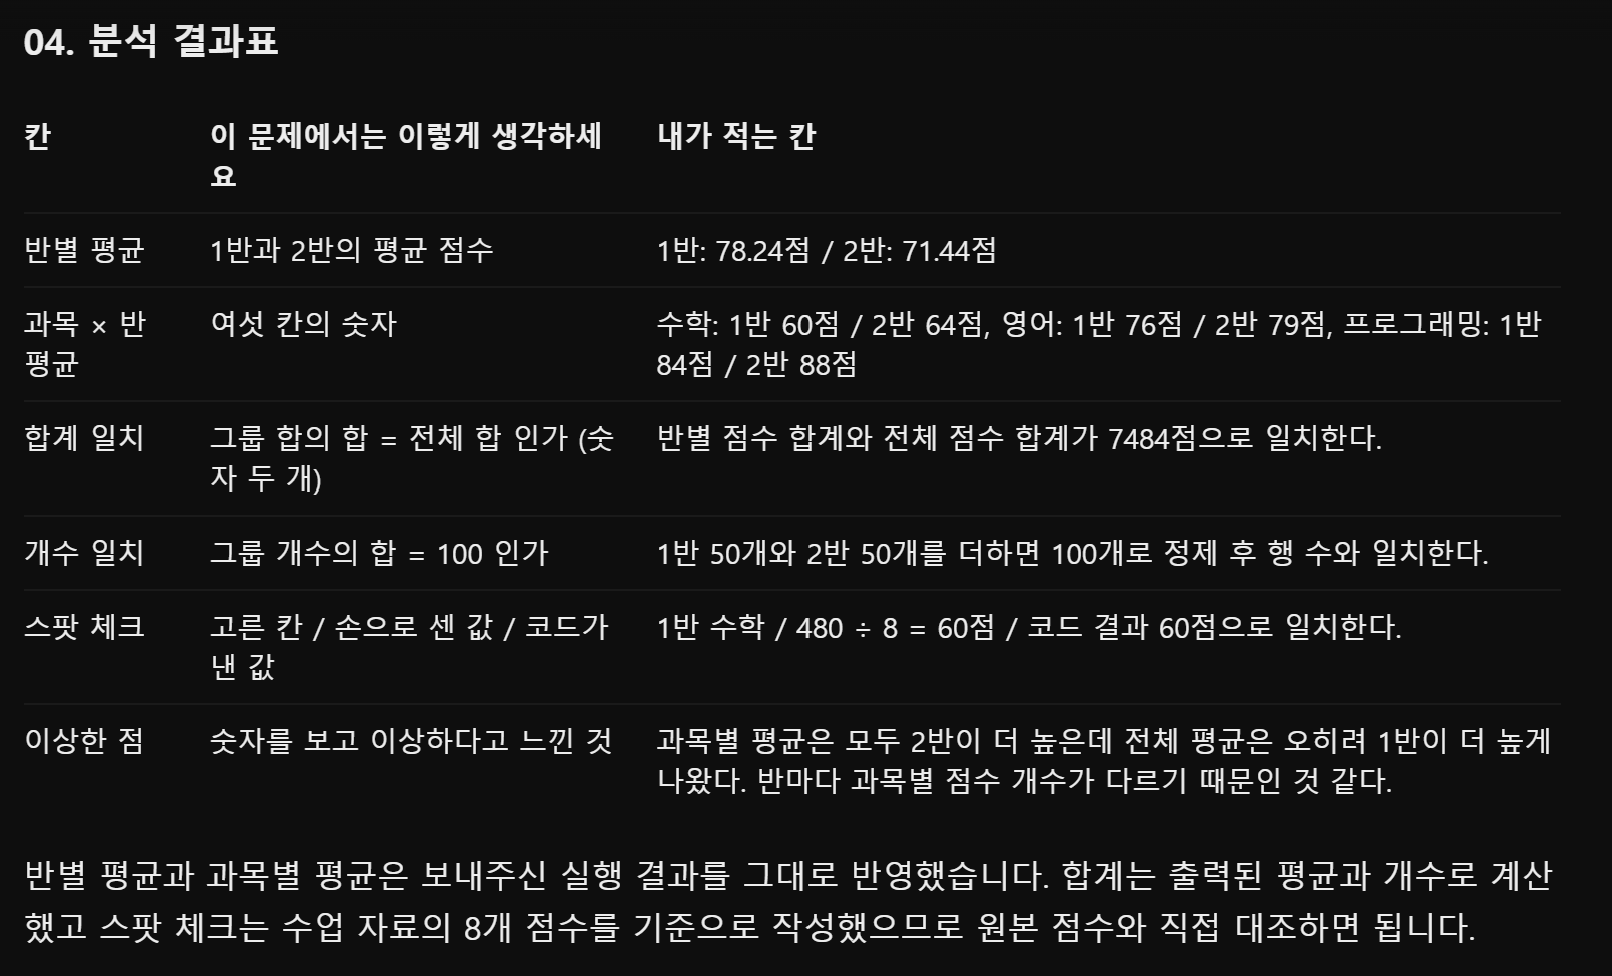 04. 분석 결과표
칸 이 문제에서는 이렇게 생각하세 내가 적는 칸
요
반별 평균 1반과 2반의 평균 점수 1반: 78.24점 / 2반: 71.44점
과목 × 반 여섯 칸의 숫자 수학: 1반 60점 / 2반 64점, 영어: 1반 76점 / 2반 79점, 프로그래밍: 1반
평균 84점 / 2반 88점
합계 일치 그룹 합의 합 = 전체 합 인가 (숫 반별 점수 합계와 전체 점수 합계가 7484점으로 일치한다.
자 두 개)
개수 일치 그룹 개수의 합 = 100 인가 1반 50개와 2반 50개를 더하면 100개로 정제 후 행 수와 일치한다.
스팟 체크 고른 칸 / 손으로 센 값 / 코드가 1반 수학 / 480 ÷ 8 = 60점 / 코드 결과 60점으로 일치한다.
낸 값
이상한 점 숫자를 보고 이상하다고 느낀 것 과목별 평균은 모두 2반이 더 높은데 전체 평균은 오히려 1반이 더 높게
나왔다. 반마다 과목별 점수 개수가 다르기 때문인 것 같다.
반별 평균과 과목별 평균은 보내주신 실행 결과를 그대로 반영했습니다. 합계는 출력된 평균과 개수로 계산
했고 스팟 체크는 수업 자료의 8개 점수를 기준으로 작성했으므로 원본 점수와 직접 대조하면 됩니다.